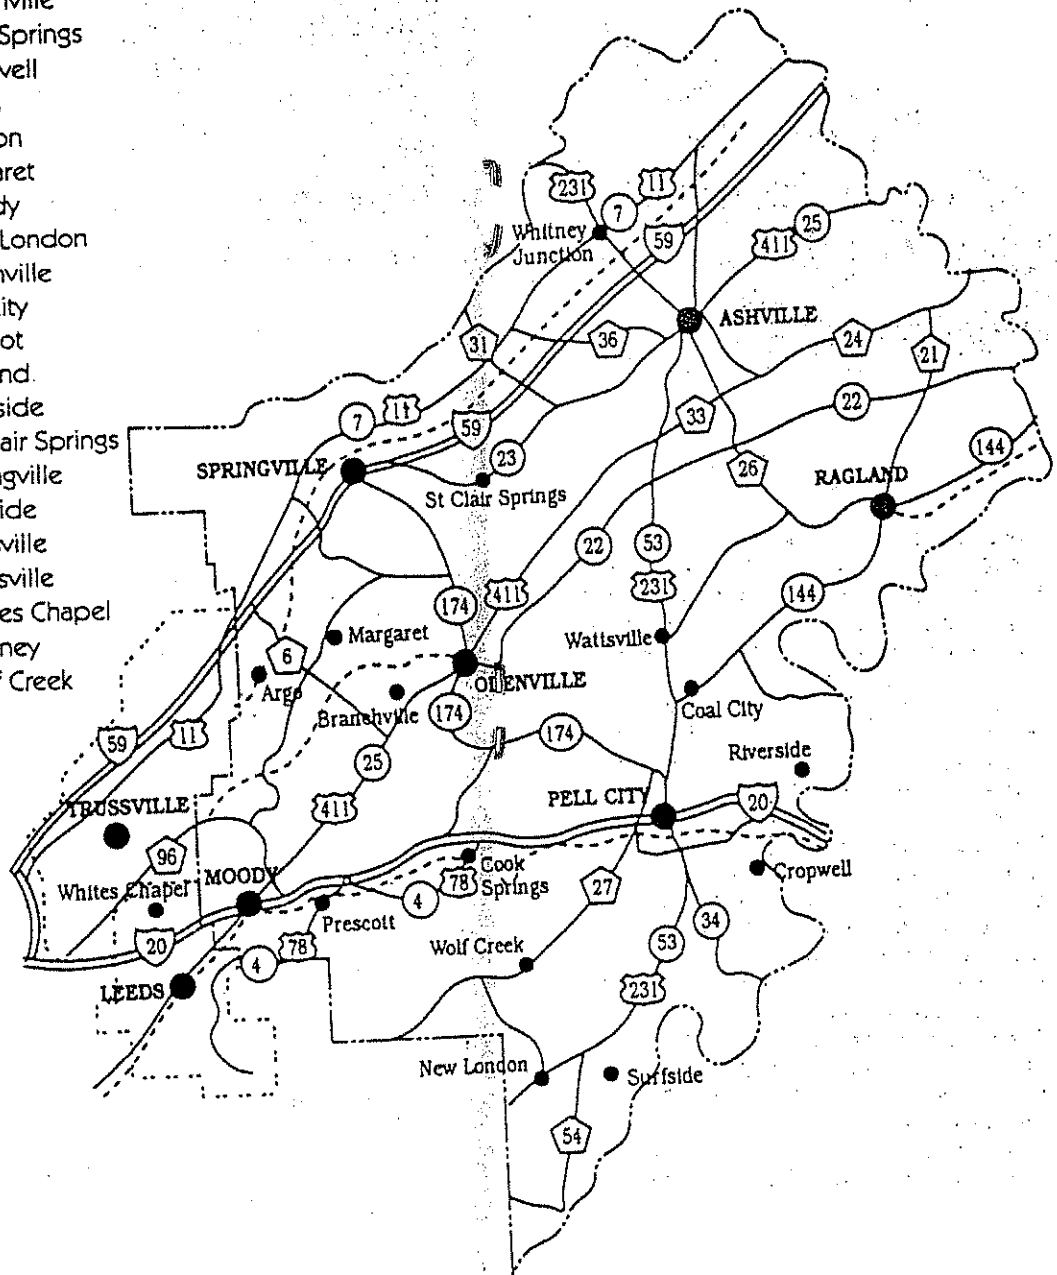 Springs
vell
on
aret
dy
London
nville
ity
ot
nd
side
air Springs
ngville
ide
ville
sville
es Chapel
ney
f Creek
231
11
7
Whitney
Junction
59
25
411
ASHVILLE
31
36
24
21
7
11
59
33
22
SPRINGVILLE
23
St Clair Springs
26
RAGLAND
144
22
53
174
411
231
144
Margaret
Wattsville
6
Argo
ODENVILLE
Branchville
174
Coal City
59
11
25
174
Riverside
411
PELL CITY
20
TRUSSVILLE
96
MOODY
Cook
Springs
Cropwell
Whites Chapel
4
78
27
Prescott
34
20
78
Wolf Creek
53
4
LEEDS
231
New London
Surfside
54